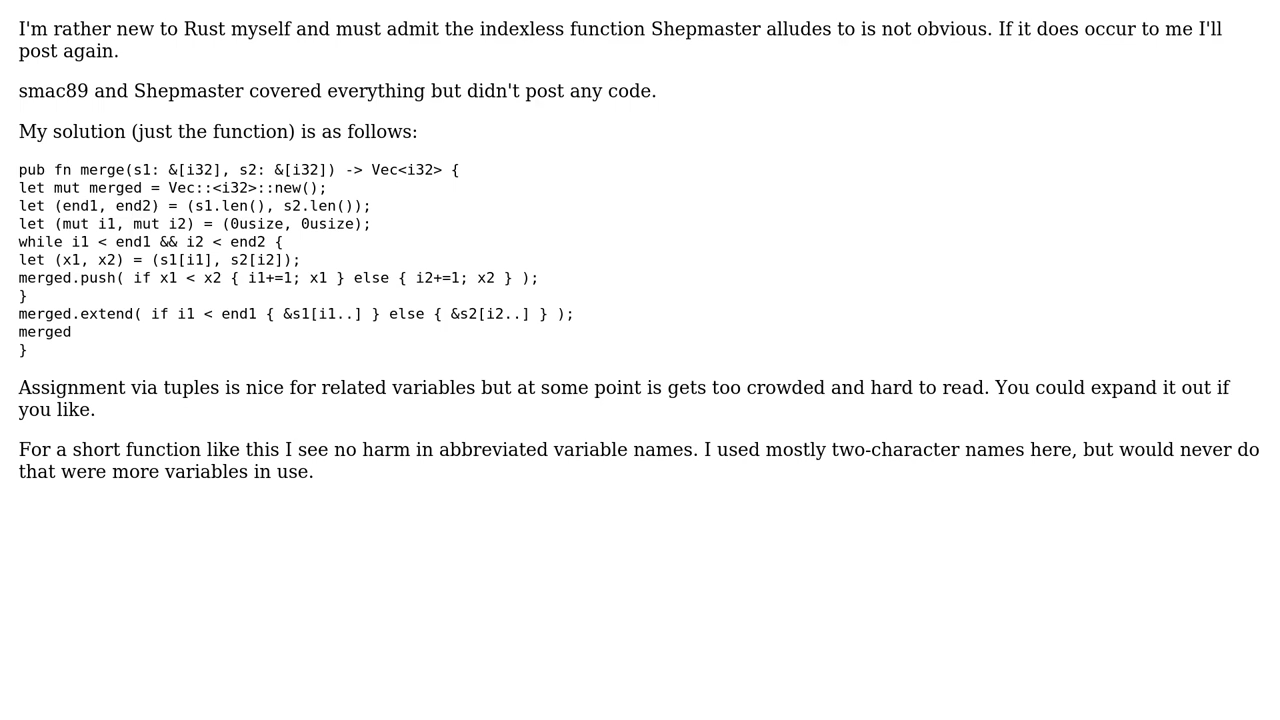 I'm rather new to Rust myself and must admit the indexless function Shepmaster alludes to is not obvious. If it does occur to me I'll
post again.
smac89 and Shepmaster covered everything but didn't post any code.
My solution (just the function) is as follows:
pub fn merge(s1: &[i32], s2: &[i32]) -> Vec<i32> {
let mut merged = Vec::<i32>::new();
let (end1, end2) = (s1.len(), s2.len());
let (mut i1, mut i2) = (0usize, 0usize);
while i1 < end1 && i2 < end2 {
let (x1, x2) = (s1[i1], s2[i2]);
merged.push( if x1 < x2 { i1+=1; x1 } else { i2+=1; x2 } );
}
merged.extend( if i1 < end1 { &s1[i1..] } else { &s2[i2..] } );
merged
}
Assignment via tuples is nice for related variables but at some point is gets too crowded and hard to read. You could expand it out if
you like.
For a short function like this I see no harm in abbreviated variable names. I used mostly two-character names here, but would never do
that were more variables in use.